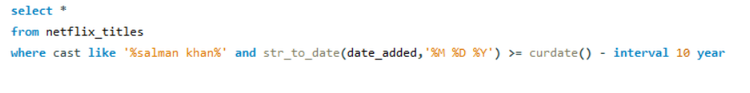 select *
from netflix_titles
where cast like '%salman khan%' and str_to_date(date_added,'%M %D %Y') >= curdate() - interval 10 year